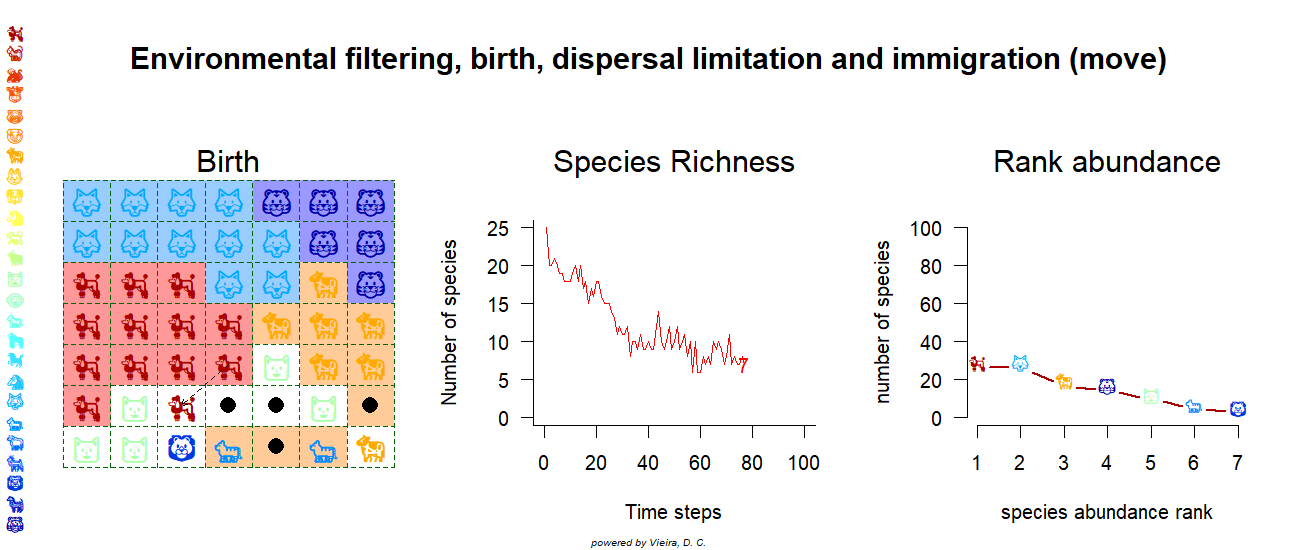 Environmental filtering, birth, dispersal limitation and immigration (move)
Birth
Species Richness
Number of species
25
20
15
10
5
0
7
0 20 40 60 80 100
Time steps
Rank abundance
number of species
100
80
60
40
20
0
1 2 3 4 5 6 7
species abundance rank
powered by Vieira, D. C.